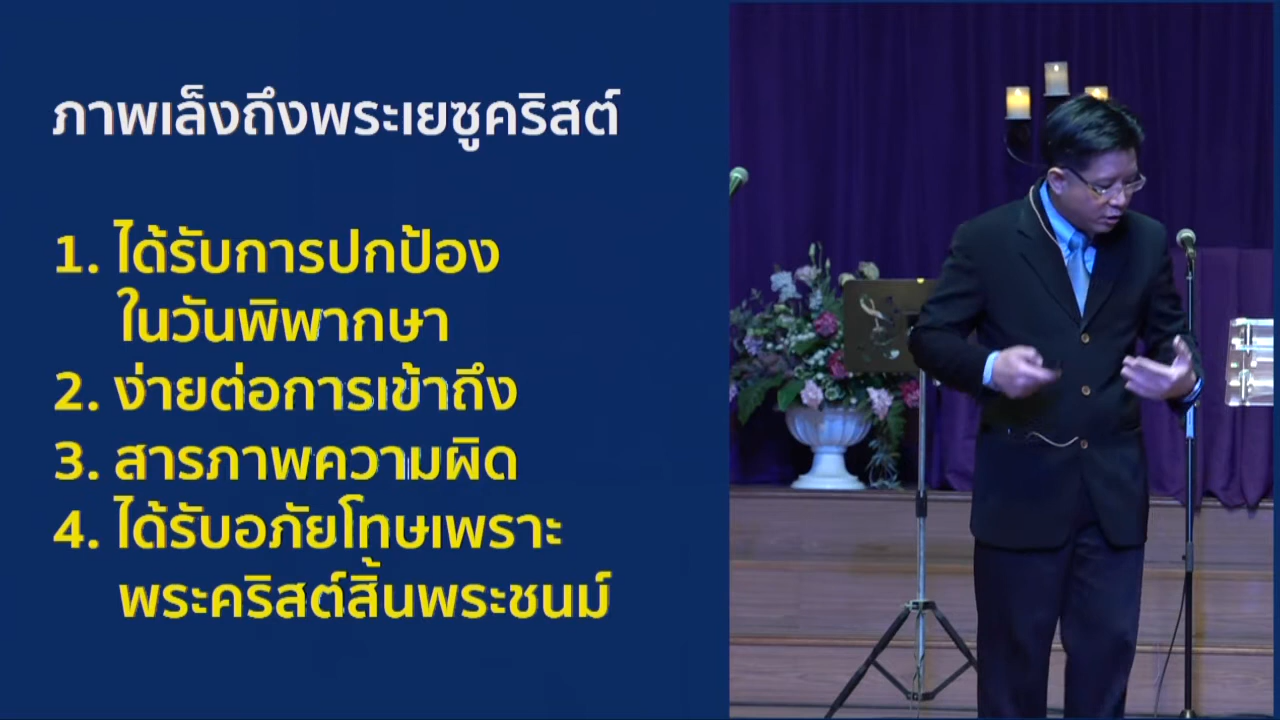 ภาพเล็งถึงพระเยซูคริสต์
1. ได้รับการปกป้อง
ในวันพิพากษา
2. ง่ายต่อการเข้าถึง
3. สารภาพความผิด
4. ได้รับอภัยโทษเพราะ
พระคริสต์สิ้นพระชนม์